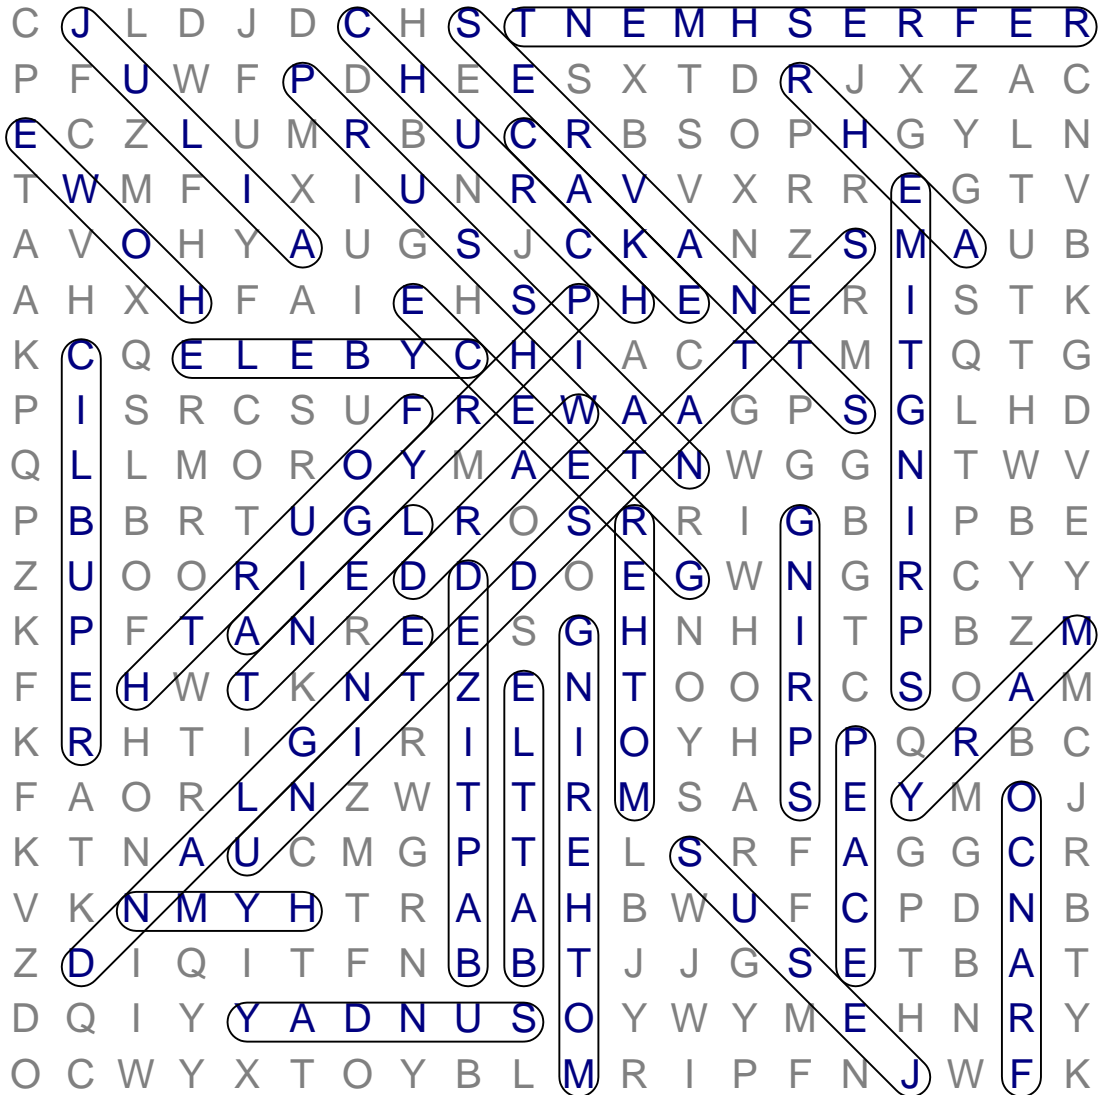 C J L D J D C H S T N E M H S E R F E R
P F U W F P D H E E S X T D R J X Z A C
E C Z L U M R B U C R B S O P H G Y L N
T W M F I X I U N R A V V X R R E G T V
A V O H Y A U G S J C K A N Z S M A U B
A H X H F A I E H S P H E N E R I S T K
K C Q E L E B Y C H I A C T T M T Q T G
P I S R C S U F R E W A A G P S G L H D
Q L L M O R O Y M A E T N W G G N T W V
P B B R T U G L R O S R R I G B I P B E
Z U O O R I E D D D O E G W N G R C Y Y
K P F T A N R E E S G H N H I T P B Z M
F E H W T K N T Z E N T O O R C S O A M
K R H T I G I R I L I O Y H P P Q R B C
F A O R L N Z W T T R M S A S E Y M O J
K T N A U C M G P T E L S R F A G G C R
V K N M Y H T R A A H B W U F C P D N B
Z D I Q I T F N B B T J J G S E T B A T
D Q I Y Y A D N U S O Y W Y M E H N R Y
O C W Y X T O Y B L M R I P F N J W F K